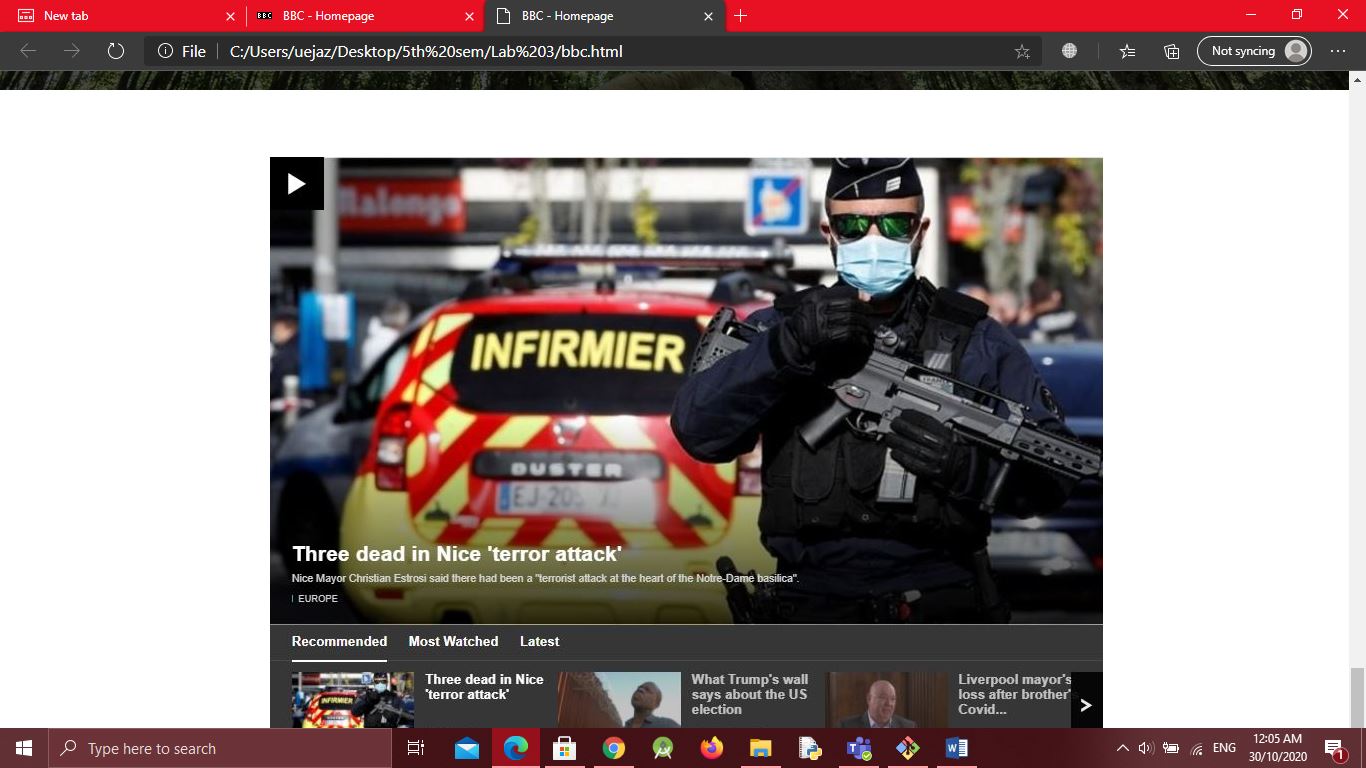 New tab
BBC - Homepage
BBC - Homepage
File
C:/Users/uejaz/Desktop/5th%20sem/Lab%203/bbc.html
Not syncing
Malongo
INFIRMIER
DUSTER
Three dead in Nice 'terror attack'
Nice Mayor Christian Estrosi said there had been a "terrorist attack at the heart of the Notre-Dame basilica".
EUROPE
Recommended
Most Watched
Latest
Three dead in Nice
'terror attack'
What Trump's wall
says about the US
election
Liverpool mayor's
loss after brother'
Covid...
INFIRMIER
Type here to search
ENG
12:05 AM
30/10/2020
1